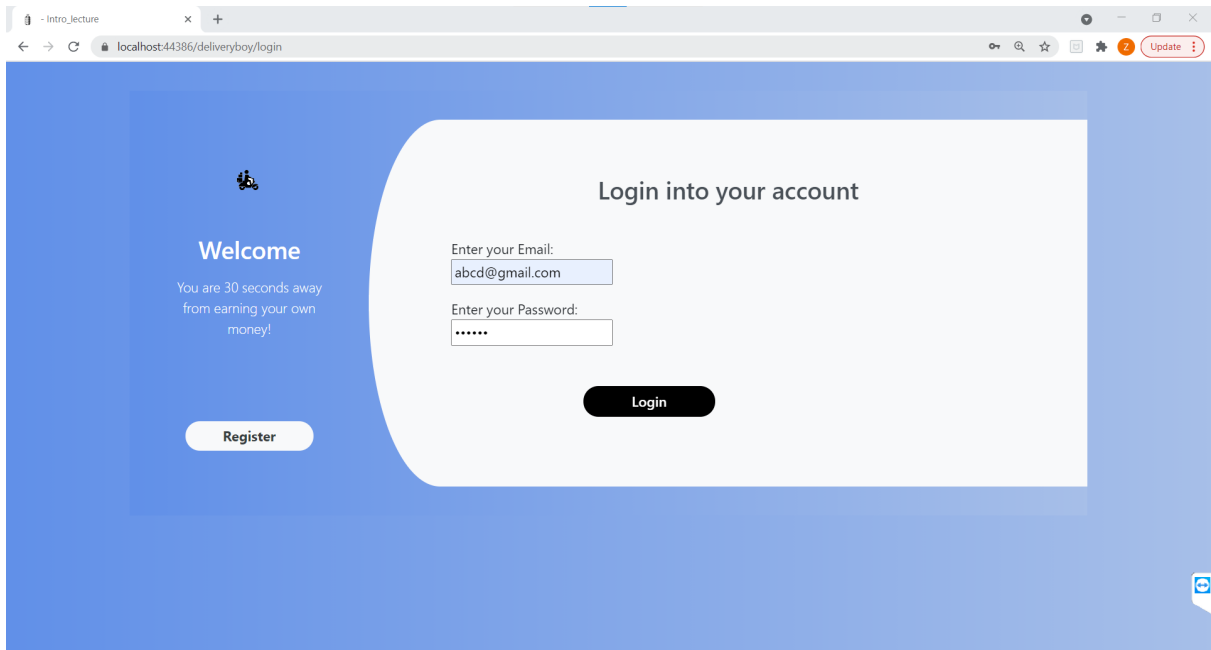 - Intro_lecture
localhost:44386/deliveryboy/login
Z
Update
Welcome
You are 30 seconds away
from earning your own
money!
Register
Login into your account
Enter your Email:
abcd@gmail.com
Enter your Password:
••••••
Login